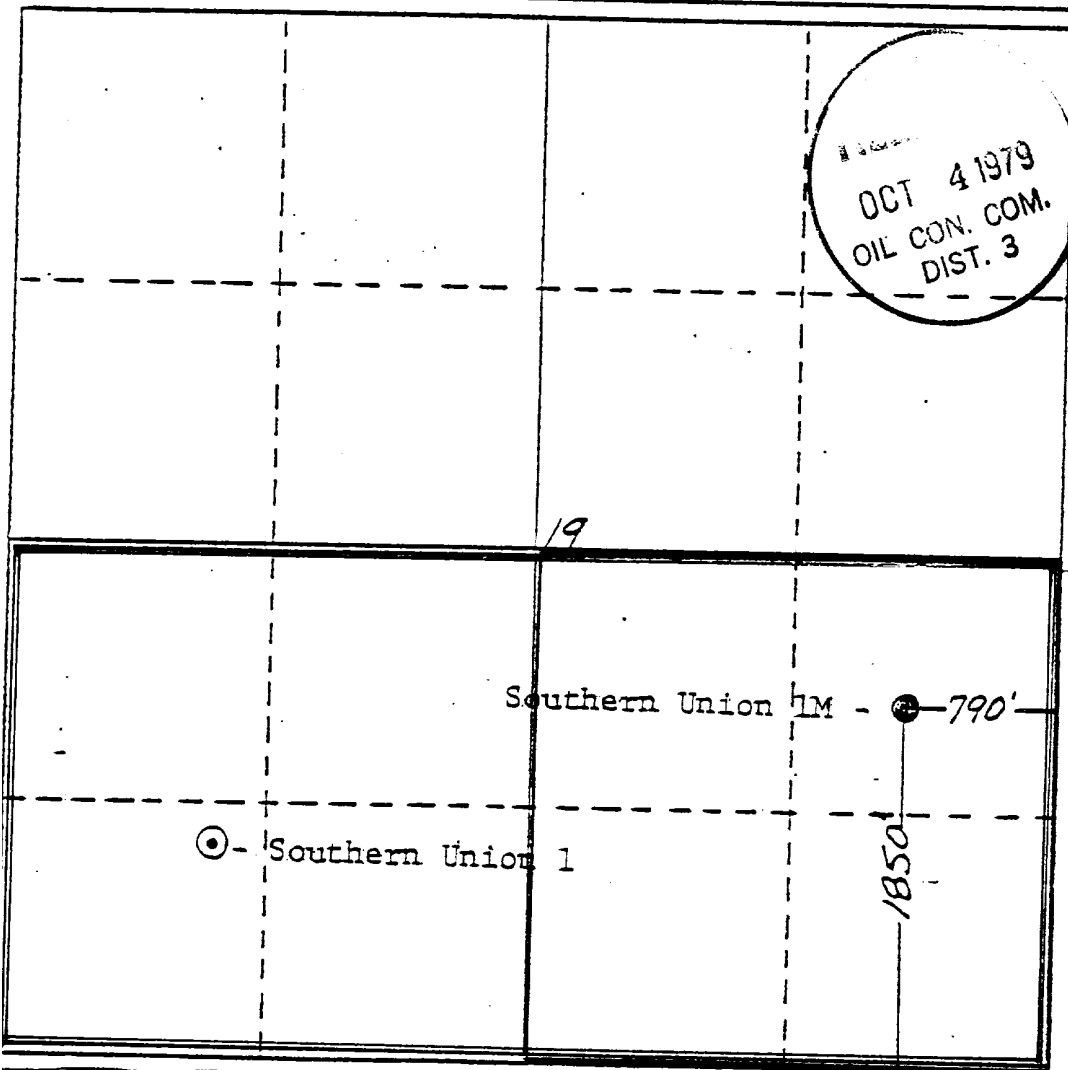 OCT 4 1979
OIL CON. COM.
DIST. 3
19
Southern Union 1M - 790'
1850'
- Southern Union 1